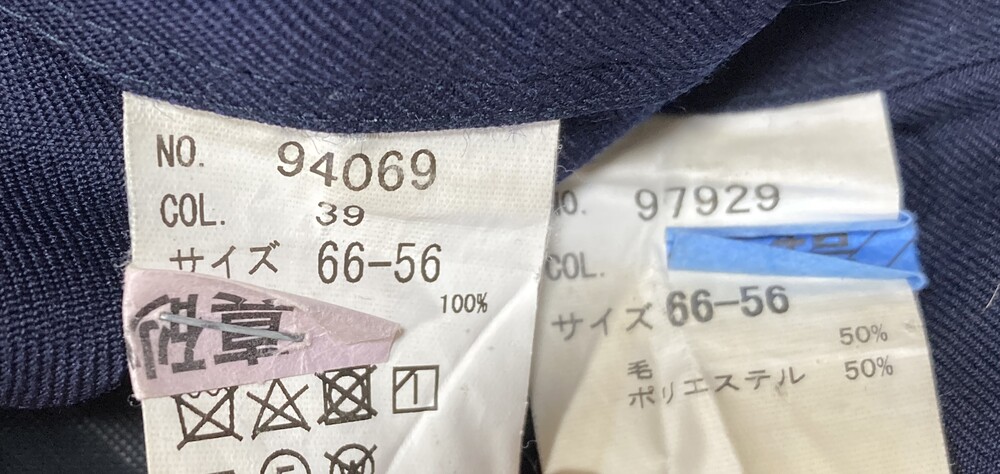 NO. 94069
COL. 39
サイズ 66-56
100%
NO. 97929
COL.
サイズ 66-56
毛 50%
ポリエステル 50%